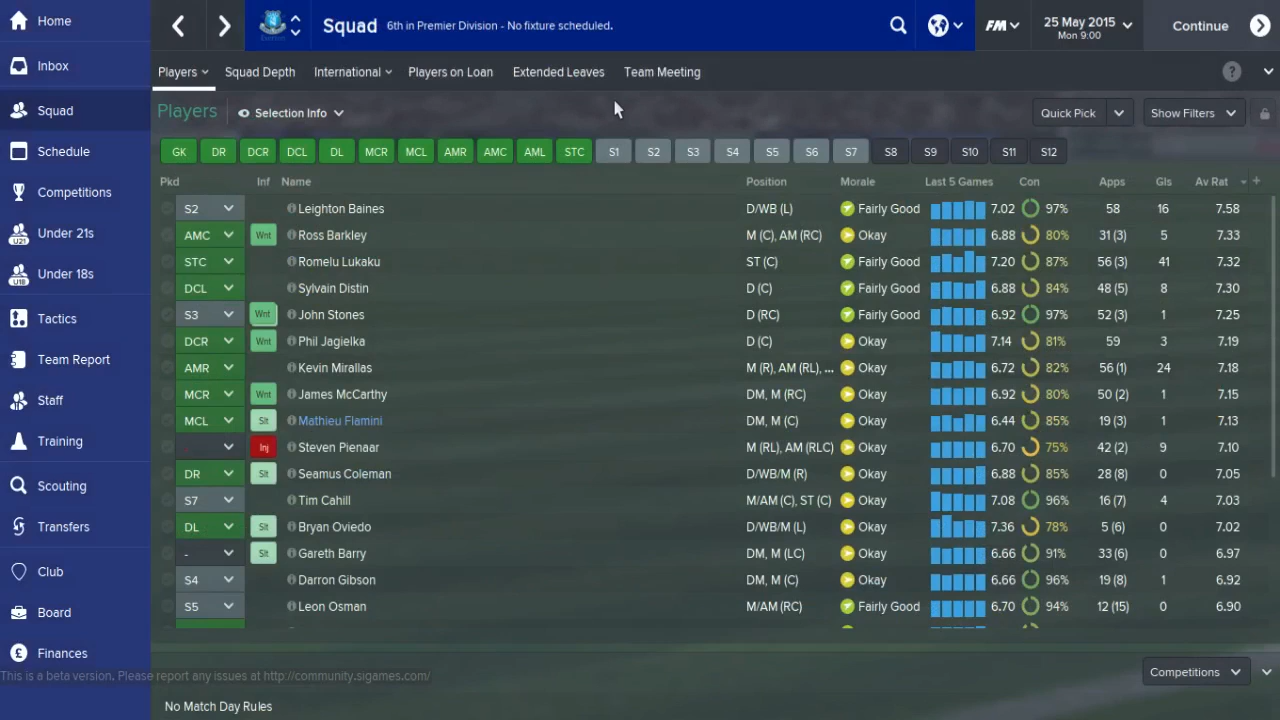 Home
Squad 6th in Premier Division - No fixture scheduled. FM 25 May 2015 Continue
Everton Mon 9:00
Inbox
Squad
Schedule
Competitions
Under 21s
U21
Under 18s
U18
Tactics
Team Report
Staff
Training
Scouting
Transfers
Club
Board
£ Finances
Players Squad Depth International Players on Loan Extended Leaves Team Meeting ?
Players Selection Info Quick Pick Show Filters
GK DR DCR DCL DL MCR MCL AMR AMC AML STC S1 S2 S3 S4 S5 S6 S7 S8 S9 S10 S11 S12
Pkd Inf Name Position Morale Last 5 Games Con Apps Gls Av Rat +
S2 Leighton Baines D/WB (L) Fairly Good 7.02 97% 58 16 7.58
AMC Wnt Ross Barkley M (C), AM (RC) Okay 6.88 80% 31 (3) 5 7.33
STC Romelu Lukaku ST (C) Fairly Good 7.20 87% 56 (3) 41 7.32
DCL Sylvain Distin D (C) Fairly Good 6.88 84% 48 (5) 8 7.30
S3 Wnt John Stones D (RC) Fairly Good 6.92 97% 52 (3) 1 7.25
DCR Wnt Phil Jagielka D (C) Okay 7.14 81% 59 3 7.19
AMR Kevin Mirallas M (R), AM (RL), ... Okay 6.72 82% 56 (1) 24 7.18
MCR Wnt James McCarthy DM, M (RC) Okay 6.92 80% 50 (2) 1 7.15
MCL Slt Mathieu Flamini DM, M (C) Okay 6.44 85% 19 (3) 1 7.13
Inj Steven Pienaar M (RL), AM (RLC) Okay 6.70 75% 42 (2) 9 7.10
DR Slt Seamus Coleman D/WB/M (R) Okay 6.88 85% 28 (8) 0 7.05
S7 Tim Cahill M/AM (C), ST (C) Okay 7.08 96% 16 (7) 4 7.03
DL Slt Bryan Oviedo D/WB/M (L) Okay 7.36 78% 5 (6) 0 7.02
- Slt Gareth Barry DM, M (LC) Okay 6.66 91% 33 (6) 0 6.97
S4 Darron Gibson DM, M (C) Okay 6.66 96% 19 (8) 1 6.92
S5 Leon Osman M/AM (RC) Fairly Good 6.70 94% 12 (15) 0 6.90
This is a beta version. Please report any issues at http://community.sigames.com/
Competitions
No Match Day Rules